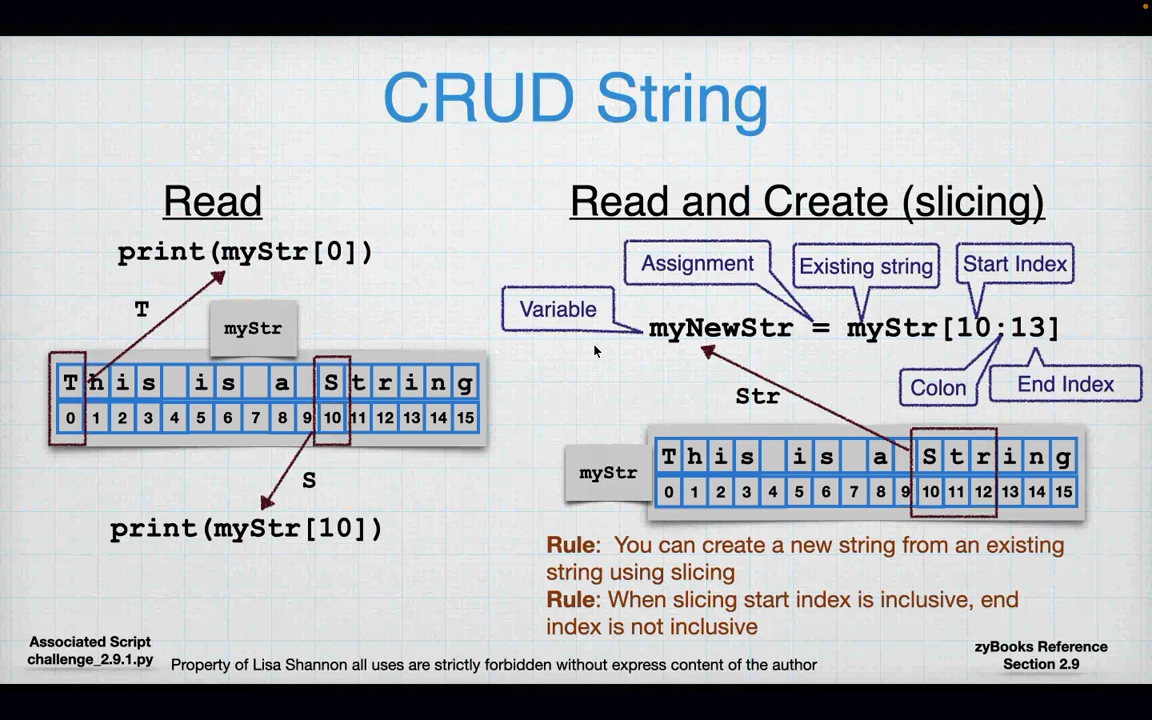 CRUD String
Read
print(myStr[0])
T
myStr
T h i s   i s   a   S t r i n g
0 1 2 3 4 5 6 7 8 9 10 11 12 13 14 15
S
print(myStr[10])
Read and Create (slicing)
Assignment
Existing string
Start Index
Variable
myNewStr = myStr[10:13]
Colon
End Index
Str
myStr
T h i s   i s   a   S t r i n g
0 1 2 3 4 5 6 7 8 9 10 11 12 13 14 15
Rule: You can create a new string from an existing
string using slicing
Rule: When slicing start index is inclusive, end
index is not inclusive
Associated Script
challenge_2.9.1.py
Property of Lisa Shannon all uses are strictly forbidden without express content of the author
zyBooks Reference
Section 2.9